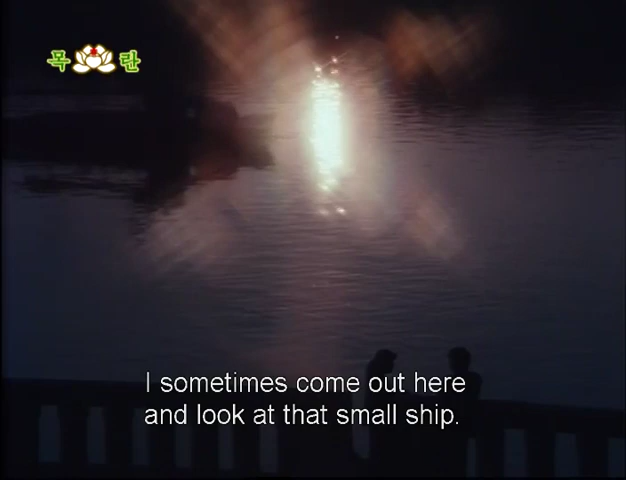 목란
I sometimes come out here
and look at that small ship.